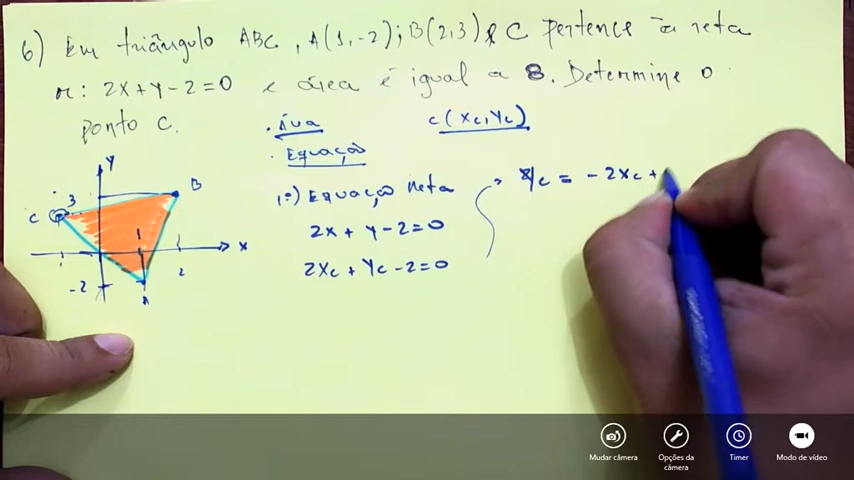 6) Em triângulo ABC, A(1,-2); B(2,3) e C pertence à reta
r: 2x+y-2=0 e área é igual a 8. Determine o
ponto C.
. Área
. Equação
C(xc,yc)
1º) Equação reta
2x + y-2=0
2xc + yc -2=0
yc = -2xc +
y
B
3
C
1
x
2
-2
A
Mudar câmera
Opções da câmera
Timer
Modo de vídeo